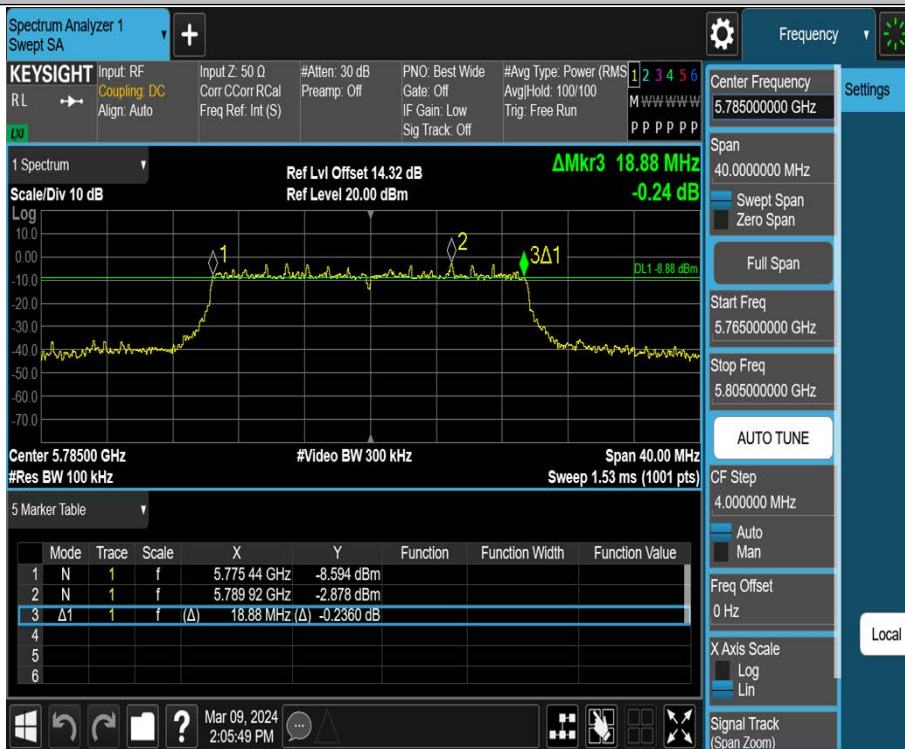 Spectrum Analyzer 1
Swept SA
+
Frequency
KEYSIGHT
RL
LXI
Input: RF
Coupling: DC
Align: Auto
Input Z: 50 Ω
Corr CCorr RCal
Freq Ref: Int (S)
#Atten: 30 dB
Preamp: Off
PNO: Best Wide
Gate: Off
IF Gain: Low
Sig Track: Off
#Avg Type: Power (RMS
Avg|Hold: 100/100
Trig: Free Run
1 2 3 4 5 6
M W W W W W
P P P P P P
1 Spectrum
Scale/Div 10 dB
Ref Lvl Offset 14.32 dB
Ref Level 20.00 dBm
ΔMkr3 18.88 MHz
-0.24 dB
Log
10.0
0.00
-10.0
-20.0
-30.0
-40.0
-50.0
-60.0
-70.0
1
2
3Δ1
DL1 -8.88 dBm
Center 5.78500 GHz
#Video BW 300 kHz
Span 40.00 MHz
#Res BW 100 kHz
Sweep 1.53 ms (1001 pts)
5 Marker Table
Mode Trace Scale X Y Function Function Width Function Value
1 N 1 f 5.775 44 GHz -8.594 dBm
2 N 1 f 5.789 92 GHz -2.878 dBm
3 Δ1 1 f (Δ) 18.88 MHz (Δ) -0.2360 dB
4
5
6
?
Mar 09, 2024
2:05:49 PM
Center Frequency
5.785000000 GHz
Span
40.0000000 MHz
Swept Span
Zero Span
Full Span
Start Freq
5.765000000 GHz
Stop Freq
5.805000000 GHz
AUTO TUNE
CF Step
4.000000 MHz
Auto
Man
Freq Offset
0 Hz
X Axis Scale
Log
Lin
Signal Track
(Span Zoom)
Settings
Local